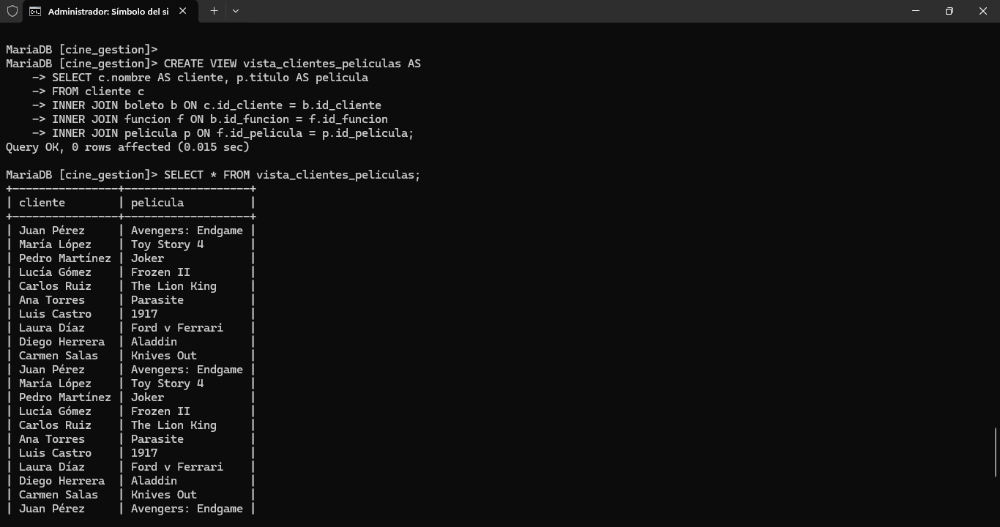 Administrador: Símbolo del si
MariaDB [cine_gestion]>
MariaDB [cine_gestion]> CREATE VIEW vista_clientes_peliculas AS
    -> SELECT c.nombre AS cliente, p.titulo AS pelicula
    -> FROM cliente c
    -> INNER JOIN boleto b ON c.id_cliente = b.id_cliente
    -> INNER JOIN funcion f ON b.id_funcion = f.id_funcion
    -> INNER JOIN pelicula p ON f.id_pelicula = p.id_pelicula;
Query OK, 0 rows affected (0.015 sec)
MariaDB [cine_gestion]> SELECT * FROM vista_clientes_peliculas;
+----------------+-------------------+
| cliente        | pelicula          |
+----------------+-------------------+
| Juan Pérez     | Avengers: Endgame |
| María López    | Toy Story 4       |
| Pedro Martínez | Joker             |
| Lucía Gómez    | Frozen II         |
| Carlos Ruiz    | The Lion King     |
| Ana Torres     | Parasite          |
| Luis Castro    | 1917              |
| Laura Díaz     | Ford v Ferrari    |
| Diego Herrera  | Aladdin           |
| Carmen Salas   | Knives Out        |
| Juan Pérez     | Avengers: Endgame |
| María López    | Toy Story 4       |
| Pedro Martínez | Joker             |
| Lucía Gómez    | Frozen II         |
| Carlos Ruiz    | The Lion King     |
| Ana Torres     | Parasite          |
| Luis Castro    | 1917              |
| Laura Díaz     | Ford v Ferrari    |
| Diego Herrera  | Aladdin           |
| Carmen Salas   | Knives Out        |
| Juan Pérez     | Avengers: Endgame |